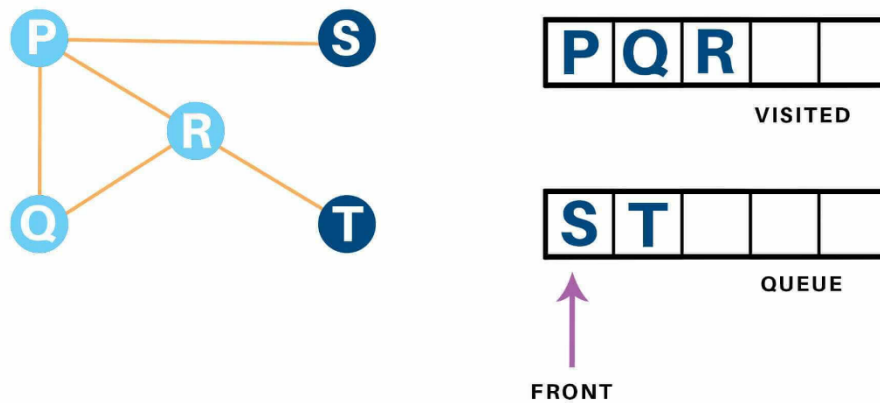 P S
R
Q T
P Q R
VISITED
S T
QUEUE
FRONT